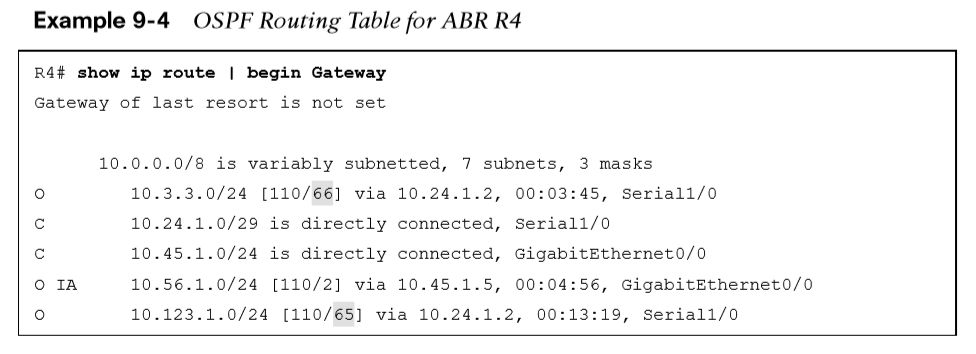 Example 9-4 OSPF Routing Table for ABR R4
R4# show ip route | begin Gateway
Gateway of last resort is not set
10.0.0.0/8 is variably subnetted, 7 subnets, 3 masks
O 10.3.3.0/24 [110/66] via 10.24.1.2, 00:03:45, Serial1/0
C 10.24.1.0/29 is directly connected, Serial1/0
C 10.45.1.0/24 is directly connected, GigabitEthernet0/0
O IA 10.56.1.0/24 [110/2] via 10.45.1.5, 00:04:56, GigabitEthernet0/0
O 10.123.1.0/24 [110/65] via 10.24.1.2, 00:13:19, Serial1/0